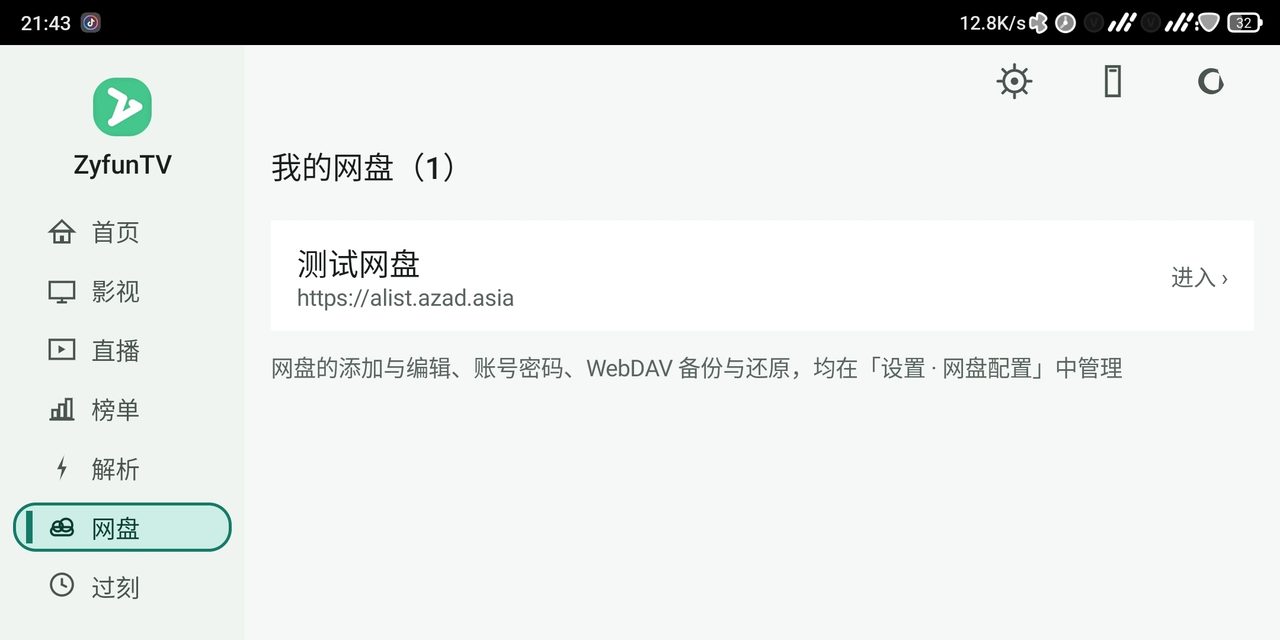 21:43
12.8K/s
32
ZyfunTV
首页
影视
直播
榜单
解析
网盘
过刻
我的网盘（1）
测试网盘
https://alist.azad.asia
进入 ›
网盘的添加与编辑、账号密码、WebDAV 备份与还原，均在「设置 · 网盘配置」中管理